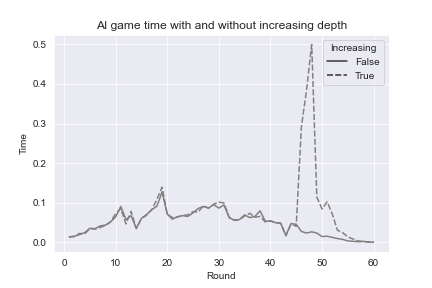 AI game time with and without increasing depth
Increasing
False
True
0.5
0.4
0.3
0.2
0.1
0.0
Time
0
10
20
30
40
50
60
Round